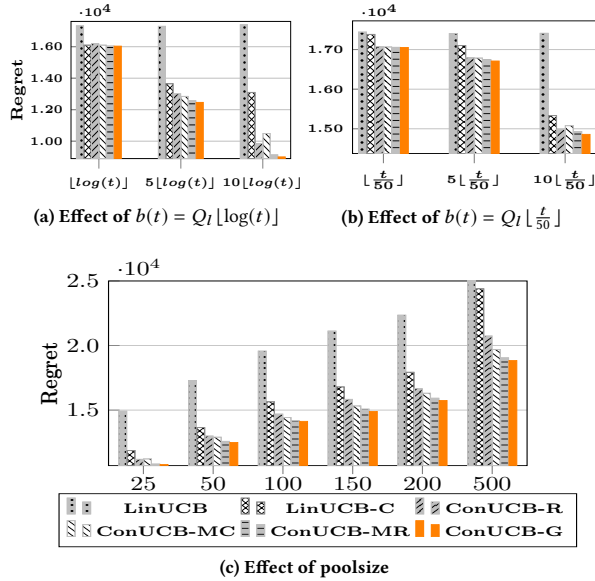 ·10⁴
Regret
1.60
1.40
1.20
1.00
⌊log(t)⌋ 5⌊log(t)⌋ 10⌊log(t)⌋
(a) Effect of b(t) = Q_I⌊log(t)⌋
·10⁴
1.70
1.60
1.50
⌊t/50⌋ 5⌊t/50⌋ 10⌊t/50⌋
(b) Effect of b(t) = Q_I⌊t/50⌋
·10⁴
Regret
2.5
2.0
1.5
25 50 100 150 200 500
LinUCB LinUCB-C ConUCB-R
ConUCB-MC ConUCB-MR ConUCB-G
(c) Effect of poolsize